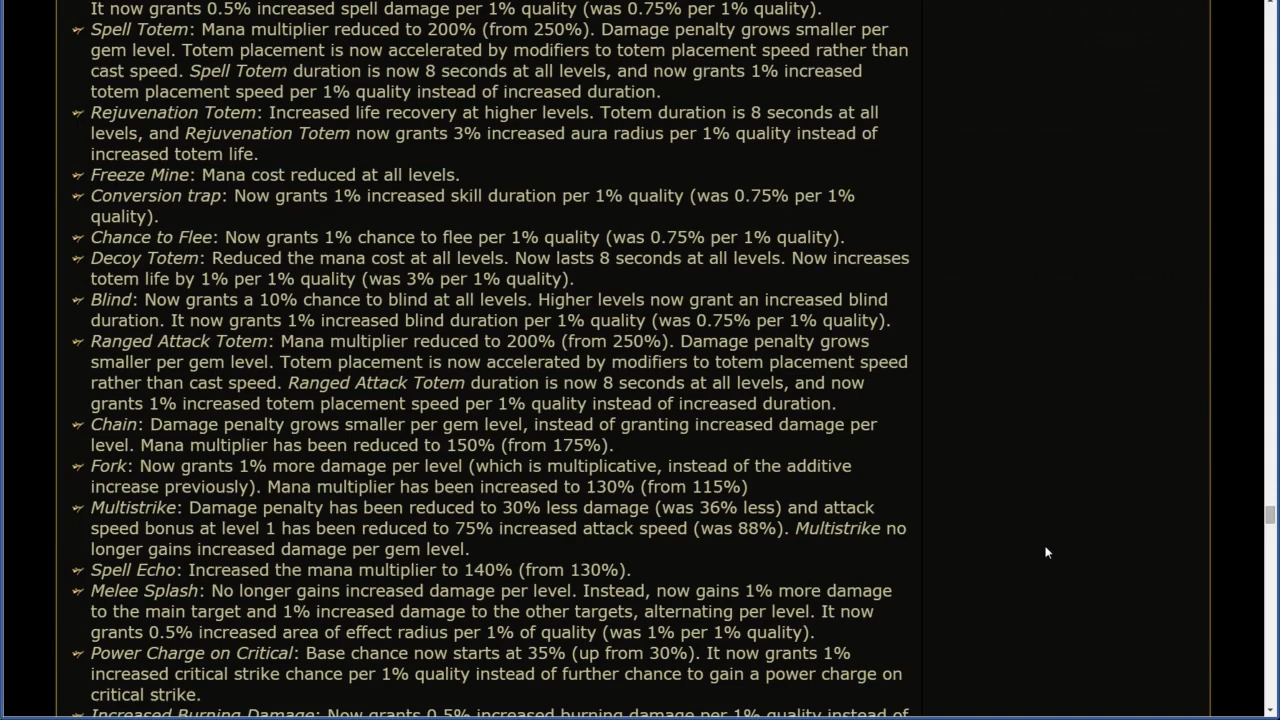 It now grants 0.5% increased spell damage per 1% quality (was 0.75% per 1% quality).
Spell Totem: Mana multiplier reduced to 200% (from 250%). Damage penalty grows smaller per
gem level. Totem placement is now accelerated by modifiers to totem placement speed rather than
cast speed. Spell Totem duration is now 8 seconds at all levels, and now grants 1% increased
totem placement speed per 1% quality instead of increased duration.
Rejuvenation Totem: Increased life recovery at higher levels. Totem duration is 8 seconds at all
levels, and Rejuvenation Totem now grants 3% increased aura radius per 1% quality instead of
increased totem life.
Freeze Mine: Mana cost reduced at all levels.
Conversion trap: Now grants 1% increased skill duration per 1% quality (was 0.75% per 1%
quality).
Chance to Flee: Now grants 1% chance to flee per 1% quality (was 0.75% per 1% quality).
Decoy Totem: Reduced the mana cost at all levels. Now lasts 8 seconds at all levels. Now increases
totem life by 1% per 1% quality (was 3% per 1% quality).
Blind: Now grants a 10% chance to blind at all levels. Higher levels now grant an increased blind
duration. It now grants 1% increased blind duration per 1% quality (was 0.75% per 1% quality).
Ranged Attack Totem: Mana multiplier reduced to 200% (from 250%). Damage penalty grows
smaller per gem level. Totem placement is now accelerated by modifiers to totem placement speed
rather than cast speed. Ranged Attack Totem duration is now 8 seconds at all levels, and now
grants 1% increased totem placement speed per 1% quality instead of increased duration.
Chain: Damage penalty grows smaller per gem level, instead of granting increased damage per
level. Mana multiplier has been reduced to 150% (from 175%).
Fork: Now grants 1% more damage per level (which is multiplicative, instead of the additive
increase previously). Mana multiplier has been increased to 130% (from 115%)
Multistrike: Damage penalty has been reduced to 30% less damage (was 36% less) and attack
speed bonus at level 1 has been reduced to 75% increased attack speed (was 88%). Multistrike no
longer gains increased damage per gem level.
Spell Echo: Increased the mana multiplier to 140% (from 130%).
Melee Splash: No longer gains increased damage per level. Instead, now gains 1% more damage
to the main target and 1% increased damage to the other targets, alternating per level. It now
grants 0.5% increased area of effect radius per 1% of quality (was 1% per 1% quality).
Power Charge on Critical: Base chance now starts at 35% (up from 30%). It now grants 1%
increased critical strike chance per 1% quality instead of further chance to gain a power charge on
critical strike.
Increased Burning Damage: Now grants 0.5% increased burning damage per 1% quality instead of